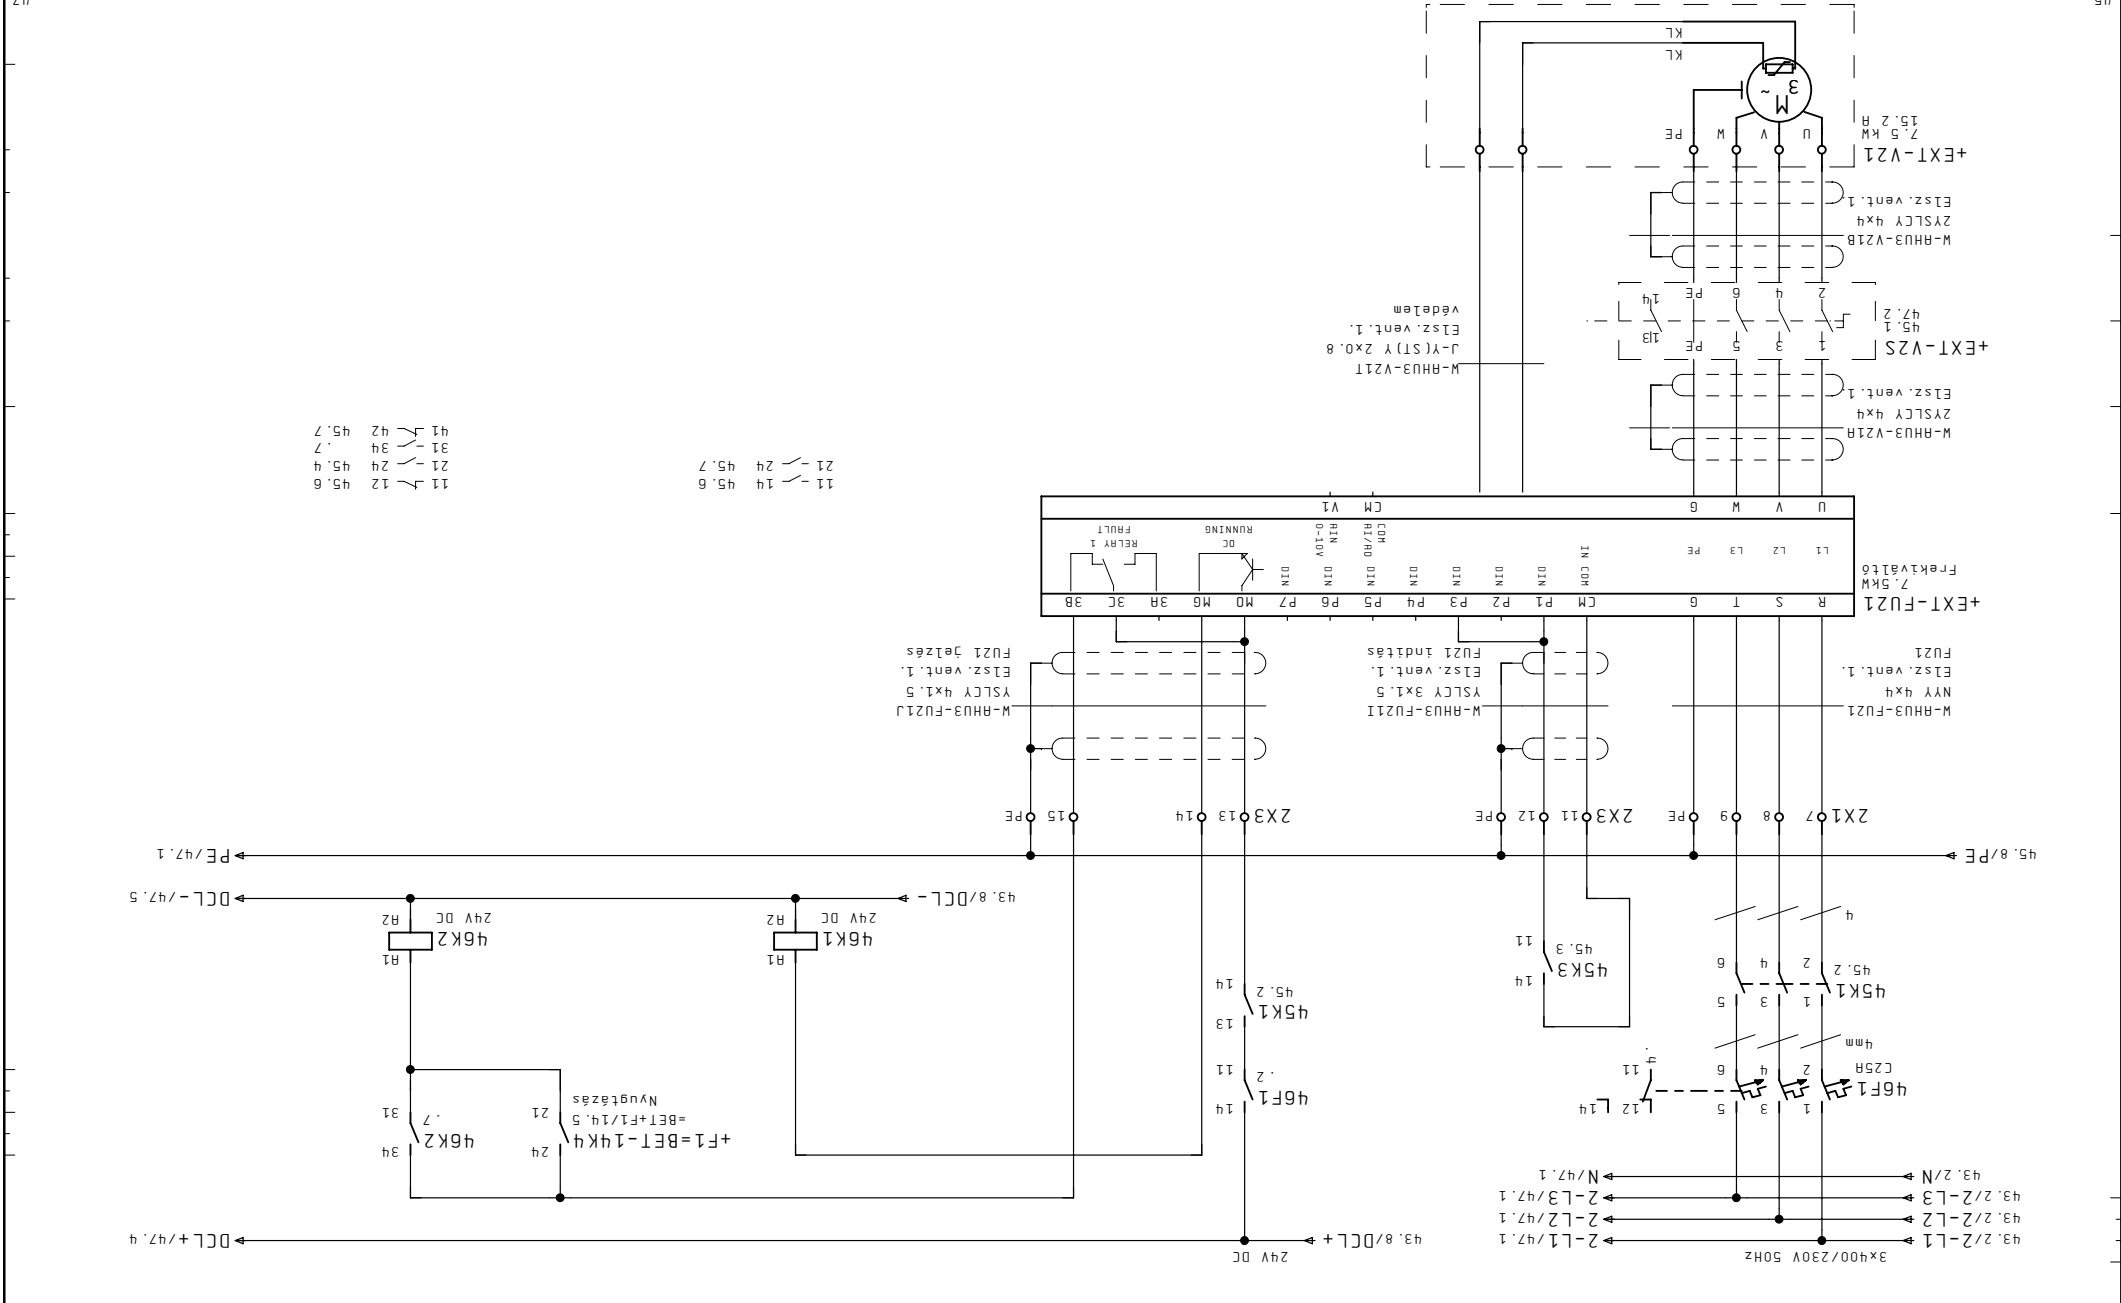 3x400/230V 50Hz
43.2/2-L1
2-L1/47.1
43.2/2-L2
2-L2/47.1
43.2/2-L3
2-L3/47.1
43.2/N
N/47.1
24V DC
43.8/DCL+
DCL+/47.4
46F1
C25A
1 2
3 4
5 6
12 14
11
.4
4mm
45K1
45.2
1 2
3 4
5 6
4
46F1
.2
14
11
45K1
45.2
13
14
45K3
45.3
14
11
+F1=BET-14K4
=BET+F1/14.5
Nyugtázás
24
21
46K2
.7
34
31
46K1
24V DC
A1
A2
46K2
24V DC
A1
A2
43.8/DCL-
DCL-/47.5
45.8/PE
PE/47.1
2X1
7
8
9
PE
2X3
11
12
PE
2X3
13
14
15
PE
W-AHU3-FU21
NYY 4x4
Elsz.vent.1.
FU21
W-AHU3-FU21I
YSLCY 3x1.5
Elsz.vent.1.
FU21 inditás
W-AHU3-FU21J
YSLCY 4x1.5
Elsz.vent.1.
FU21 jelzés
+EXT-FU21
7.5kW
Frekiváltó
R S T G CM P1 P2 P3 P4 P5 P6 P7 MO MG 3A 3C 3B
L1 L2 L3 PE
IN COM
DIN DIN DIN DIN DIN DIN DIN
AI/AO
COM
AIN
0-10V
OC
RUNNING
RELAY 1
FAULT
U V W G CM V1
11 14 45.6
21 24 45.7
11 12 45.6
21 24 45.4
31 34 .7
41 42 45.7
W-AHU3-V21A
2YSLCY 4x4
Elsz.vent.1.
W-AHU3-V21T
J-Y(ST)Y 2x0.8
Elsz.vent.1.
védelem
+EXT-V2S
45.1
47.2
1 3 5 PE 13
2 4 6 PE 14
W-AHU3-V21B
2YSLCY 4x4
Elsz.vent.1.
+EXT-V21
7.5 kW
15.2 A
U V W PE
M
3 ~
KL
KL
45
47